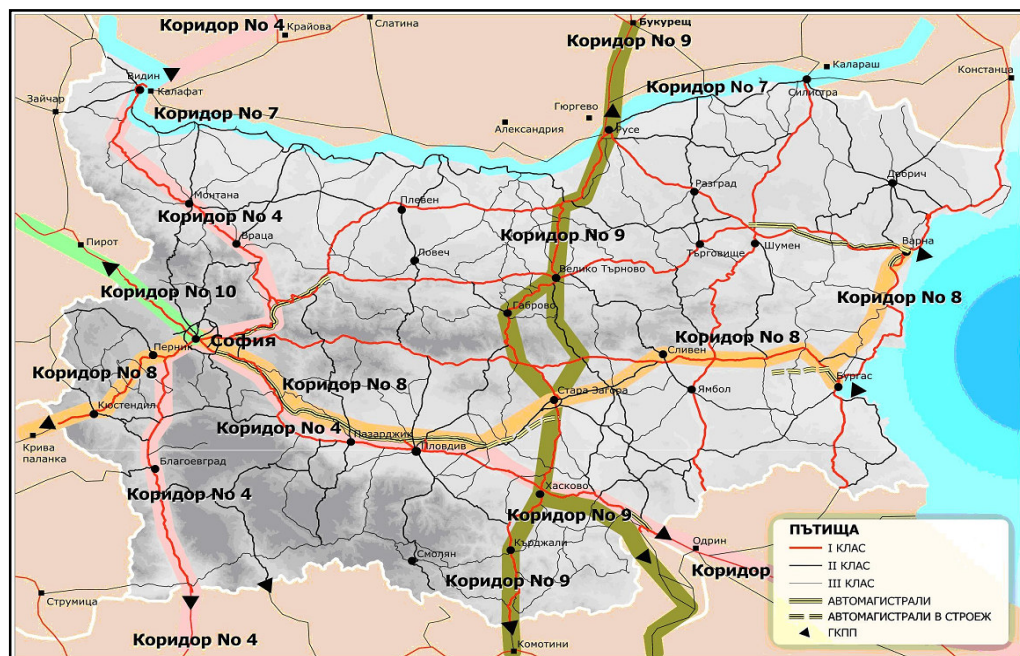 Коридор No 4
Крайова
Слатина
Букурещ
Коридор No 9
Видин
Калафат
Зайчар
Коридор No 7
Александрия
Гюргево
Русе
Коридор No 7
Калараш
Силистра
Констанца
Монтана
Коридор No 4
Враца
Плевен
Ловеч
Коридор No 9
Разград
Добрич
Търговище
Шумен
Варна
Пирот
Коридор No 10
Велико Търново
Габрово
Коридор No 8
София
Перник
Коридор No 8
Коридор No 8
Сливен
Коридор No 8
Ямбол
Бургас
Кюстендил
Крива
паланка
Стара Загора
Коридор No 4
Пазарджик
Пловдив
Благоевград
Коридор No 4
Хасково
Коридор No 9
Одрин
Коридор
Смолян
Кърджали
Коридор No 9
Струмица
Коридор No 4
Комотини
ПЪТИЩА
I КЛАС
II КЛАС
III КЛАС
АВТОМАГИСТРАЛИ
АВТОМАГИСТРАЛИ В СТРОЕЖ
ГКПП